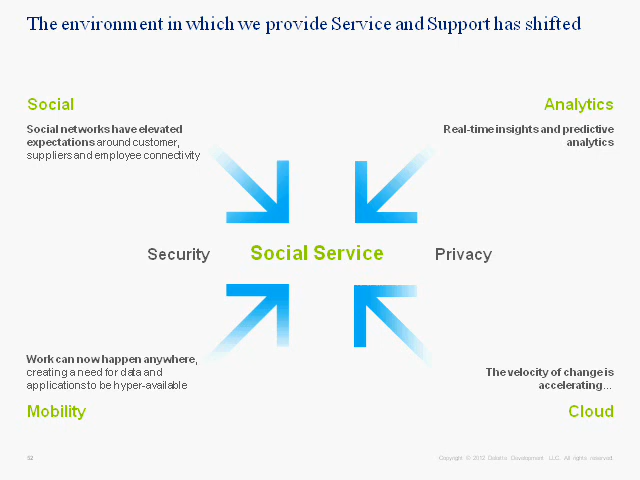 The environment in which we provide Service and Support has shifted
Social
Analytics
Social networks have elevated
expectations around customer,
suppliers and employee connectivity
Real-time insights and predictive
analytics
Security
Social Service
Privacy
Work can now happen anywhere,
creating a need for data and
applications to be hyper-available
The velocity of change is
accelerating...
Mobility
Cloud
32
Copyright © 2012 Deloitte Development LLC. All rights reserved.